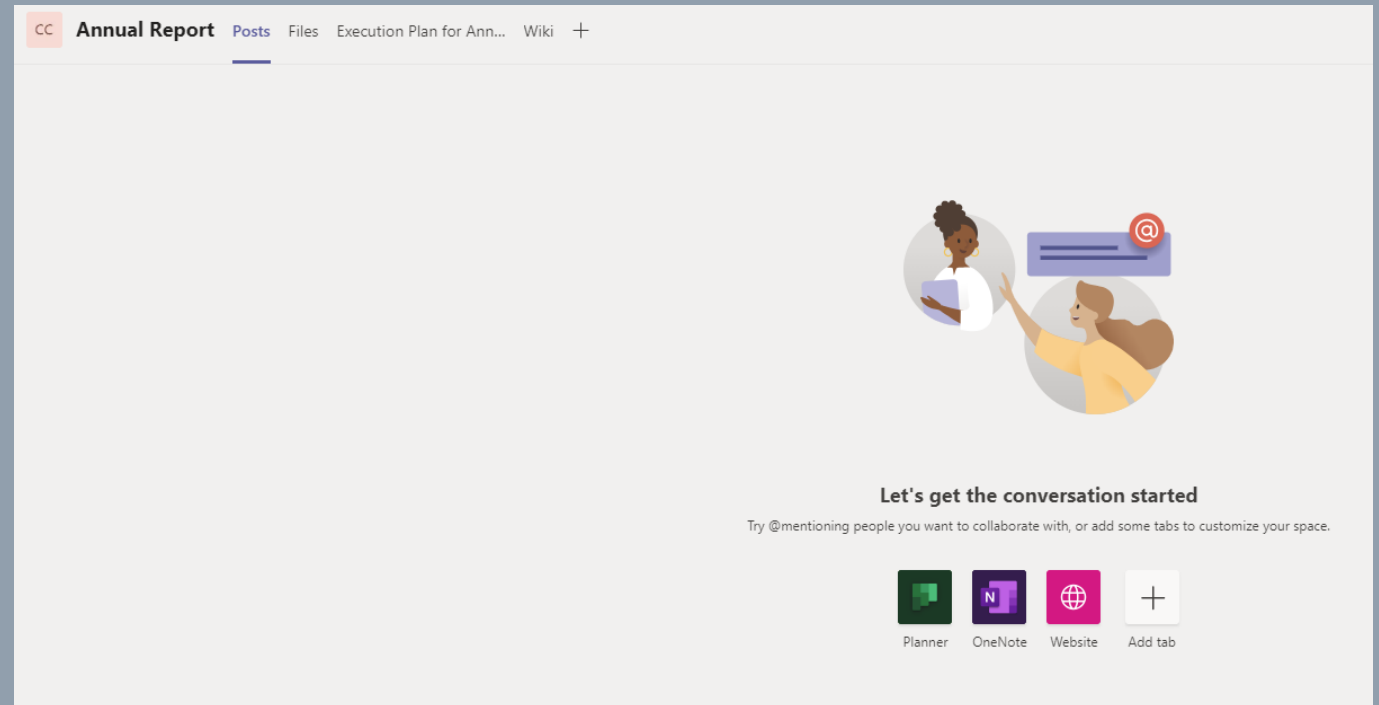 CC Annual Report Posts Files Execution Plan for Ann... Wiki
@
Let's get the conversation started
Try @mentioning people you want to collaborate with, or add some tabs to customize your space.
N
Planner OneNote Website Add tab